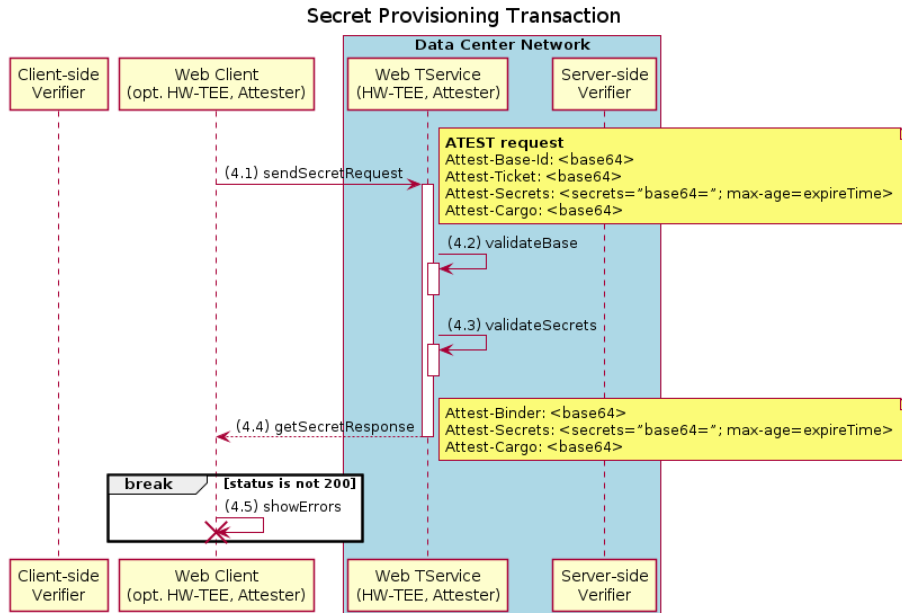 Secret Provisioning Transaction
Data Center Network
Client-side
Verifier
Web Client
(opt. HW-TEE, Attester)
Web TService
(HW-TEE, Attester)
Server-side
Verifier
ATEST request
Attest-Base-Id: <base64>
Attest-Ticket: <base64>
Attest-Secrets: <secrets=”base64=”; max-age=expireTime>
Attest-Cargo: <base64>
(4.1) sendSecretRequest
(4.2) validateBase
(4.3) validateSecrets
Attest-Binder: <base64>
Attest-Secrets: <secrets=”base64=”; max-age=expireTime>
Attest-Cargo: <base64>
(4.4) getSecretResponse
break [status is not 200]
(4.5) showErrors
Client-side
Verifier
Web Client
(opt. HW-TEE, Attester)
Web TService
(HW-TEE, Attester)
Server-side
Verifier